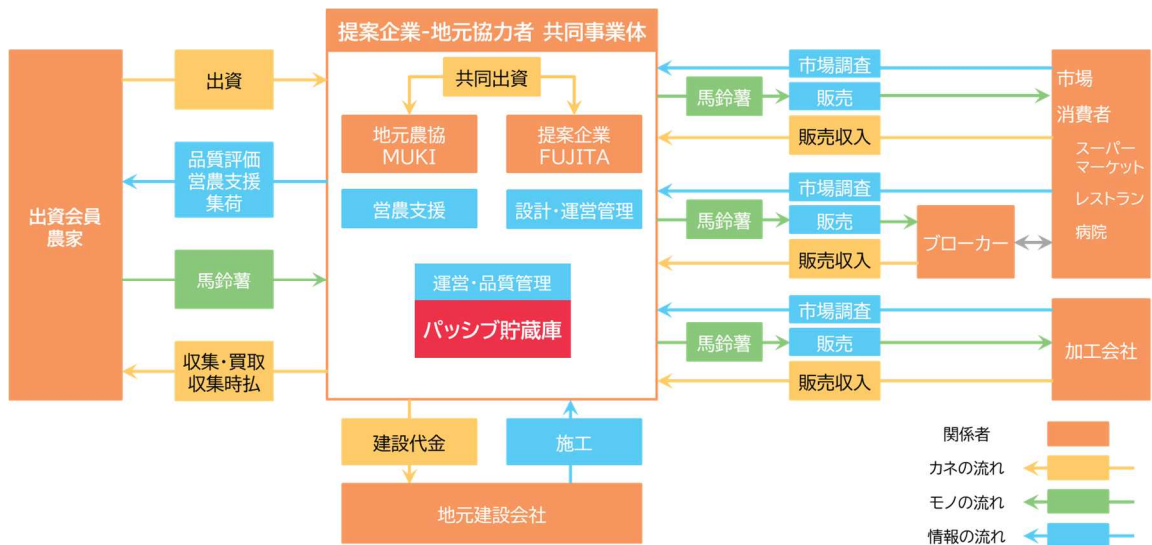 提案企業-地元協力者 共同事業体
出資
共同出資
地元農協
MUKI
提案企業
FUJITA
品質評価
営農支援
集荷
営農支援
設計・運営管理
出資会員
農家
馬鈴薯
運営・品質管理
パッシブ貯蔵庫
収集・買取
収集時払
建設代金
施工
地元建設会社
市場調査
馬鈴薯
販売
販売収入
市場
消費者
スーパー
マーケット
レストラン
病院
市場調査
馬鈴薯
販売
販売収入
ブローカー
市場調査
馬鈴薯
販売
販売収入
加工会社
関係者
カネの流れ
モノの流れ
情報の流れ